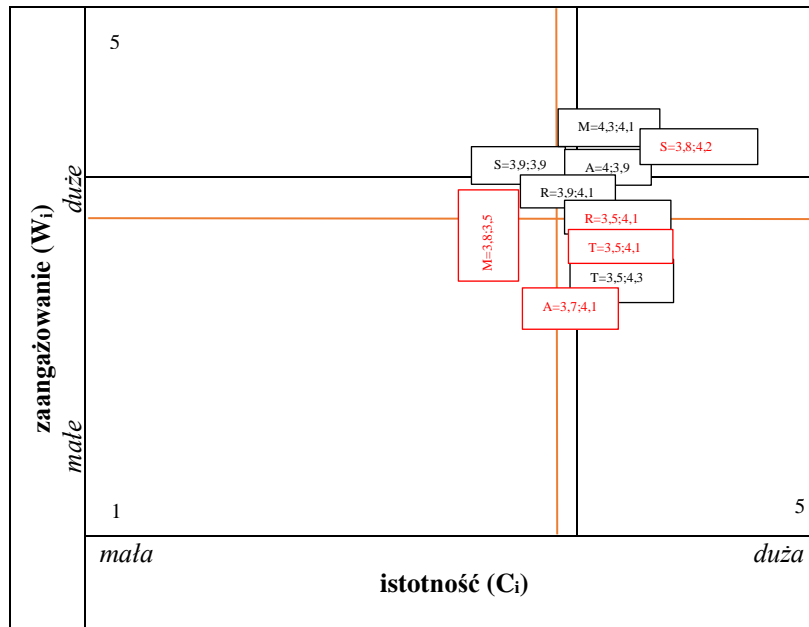 5
M=4,3;4,1
S=3,8;4,2
S=3,9;3,9
A=4;3,9
R=3,9;4,1
R=3,5;4,1
M=3,8;3,5
T=3,5;4,1
T=3,5;4,3
A=3,7;4,1
zaangażowanie (Wi)
duże
małe
1
5
mała
duża
istotność (Ci)